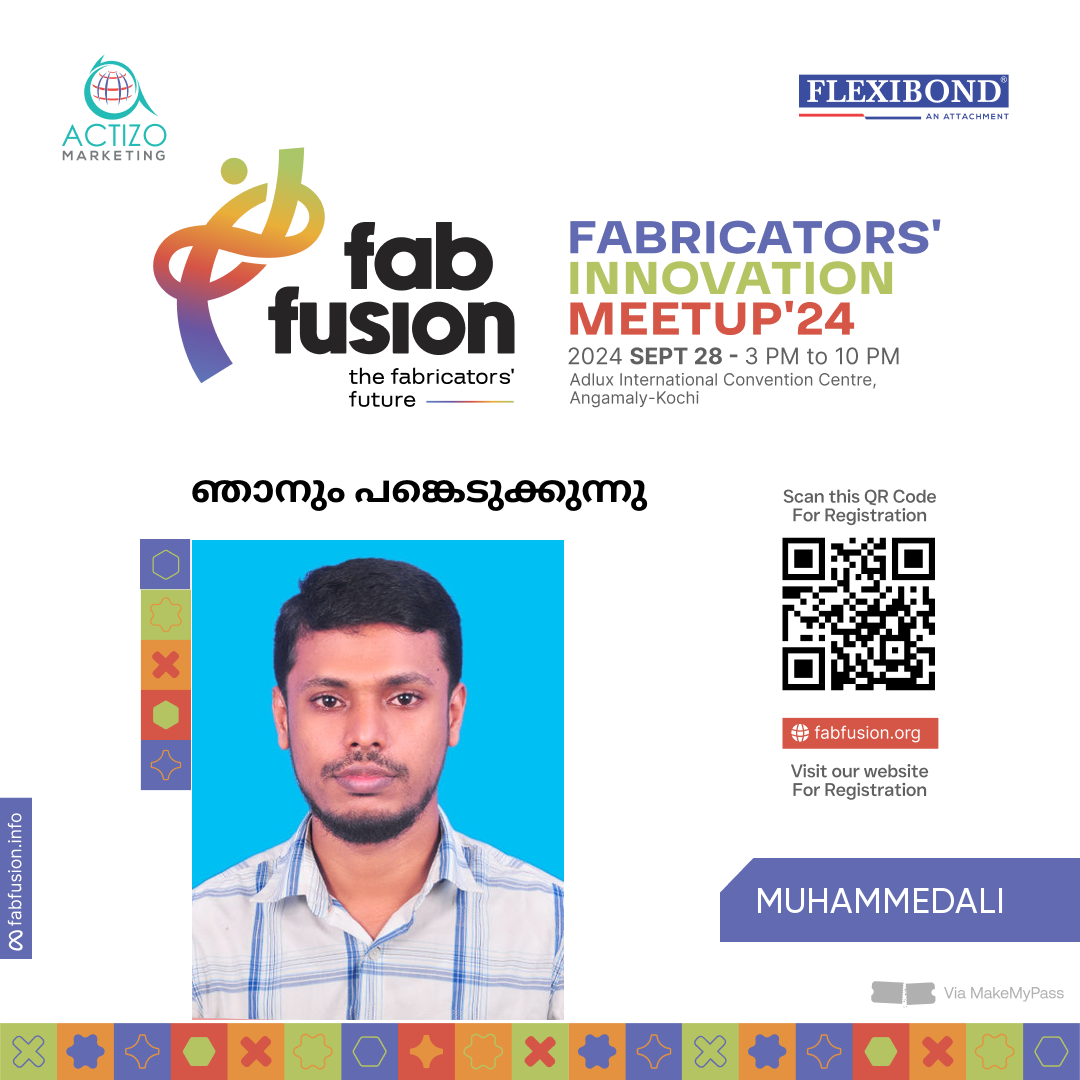 ACTIZO
MARKETING
FLEXIBOND®
AN ATTACHMENT
fab
fusion
the fabricators'
future
FABRICATORS'
INNOVATION
MEETUP'24
2024 SEPT 28 - 3 PM to 10 PM
Adlux International Convention Centre,
Angamaly-Kochi
ഞാനും പങ്കെടുക്കുന്നു
Scan this QR Code
For Registration
fabfusion.org
Visit our website
For Registration
fabfusion.info
MUHAMMEDALI
Via MakeMyPass